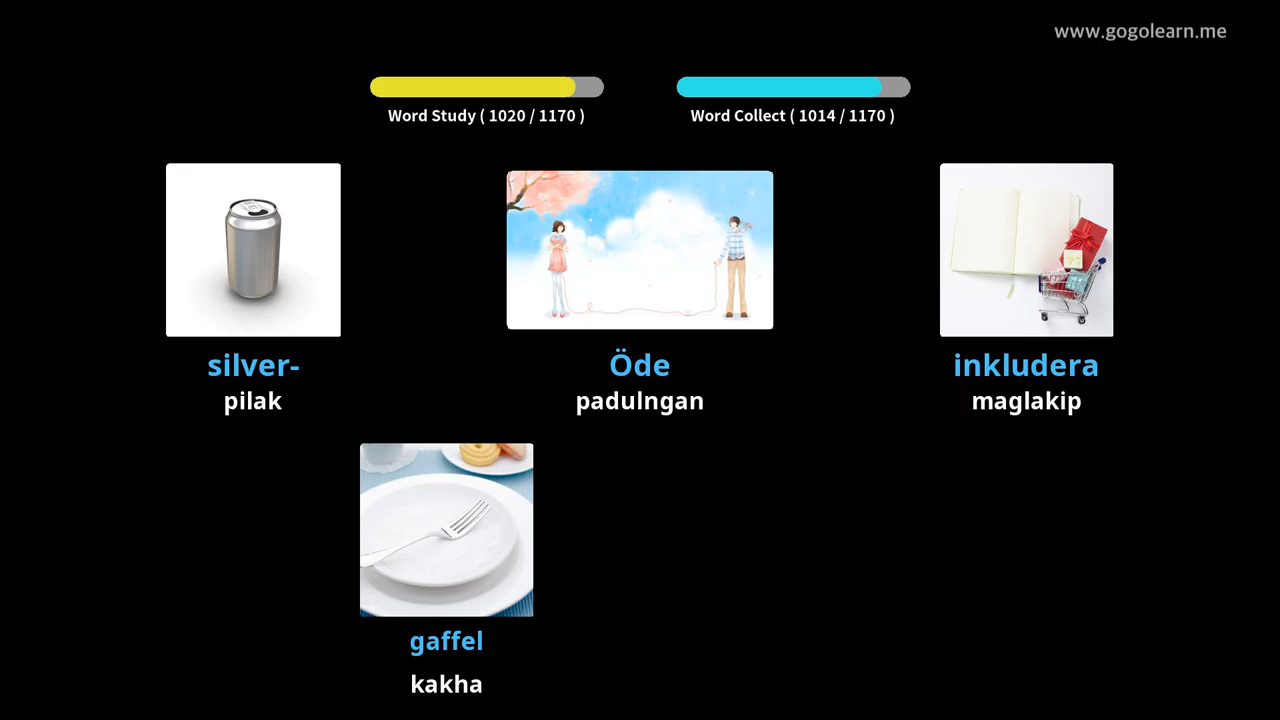 www.gogolearn.me
Word Study ( 1020 / 1170 )
Word Collect ( 1014 / 1170 )
silver-
pilak
Öde
padulngan
inkludera
maglakip
gaffel
kakha